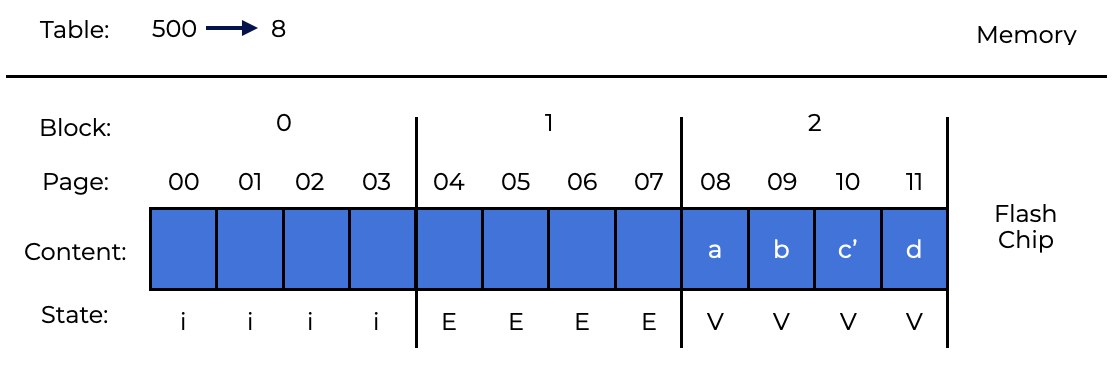 Table: 500 8 Memory
Block: 0 1 2
Page: 00 01 02 03 04 05 06 07 08 09 10 11
Flash
Chip
Content: a b c’ d
State: i i i i E E E E V V V V